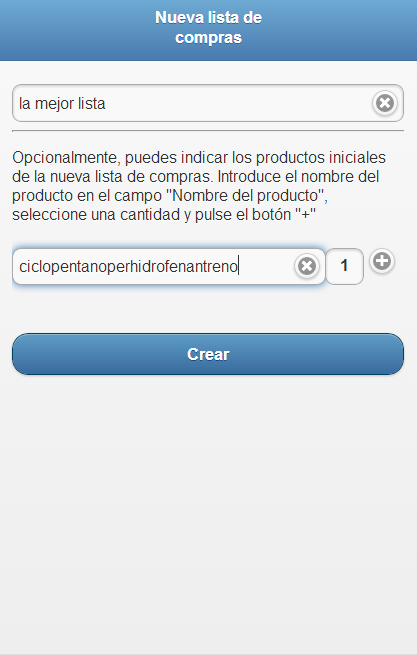 Nueva lista de
compras
la mejor lista
Opcionalmente, puedes indicar los productos iniciales
de la nueva lista de compras. Introduce el nombre del
producto en el campo "Nombre del producto",
seleccione una cantidad y pulse el botón "+"
ciclopentanoperhidrofenantreno 1
Crear